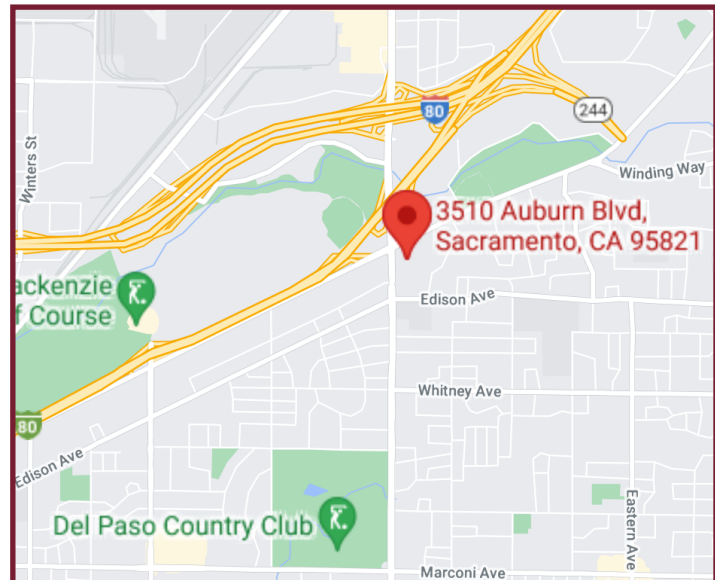 80
244
Winters St
Winding Way
3510 Auburn Blvd,
Sacramento, CA 95821
ackenzie
f Course
Edison Ave
Whitney Ave
80
Edison Ave
Del Paso Country Club
Eastern Ave
Marconi Ave